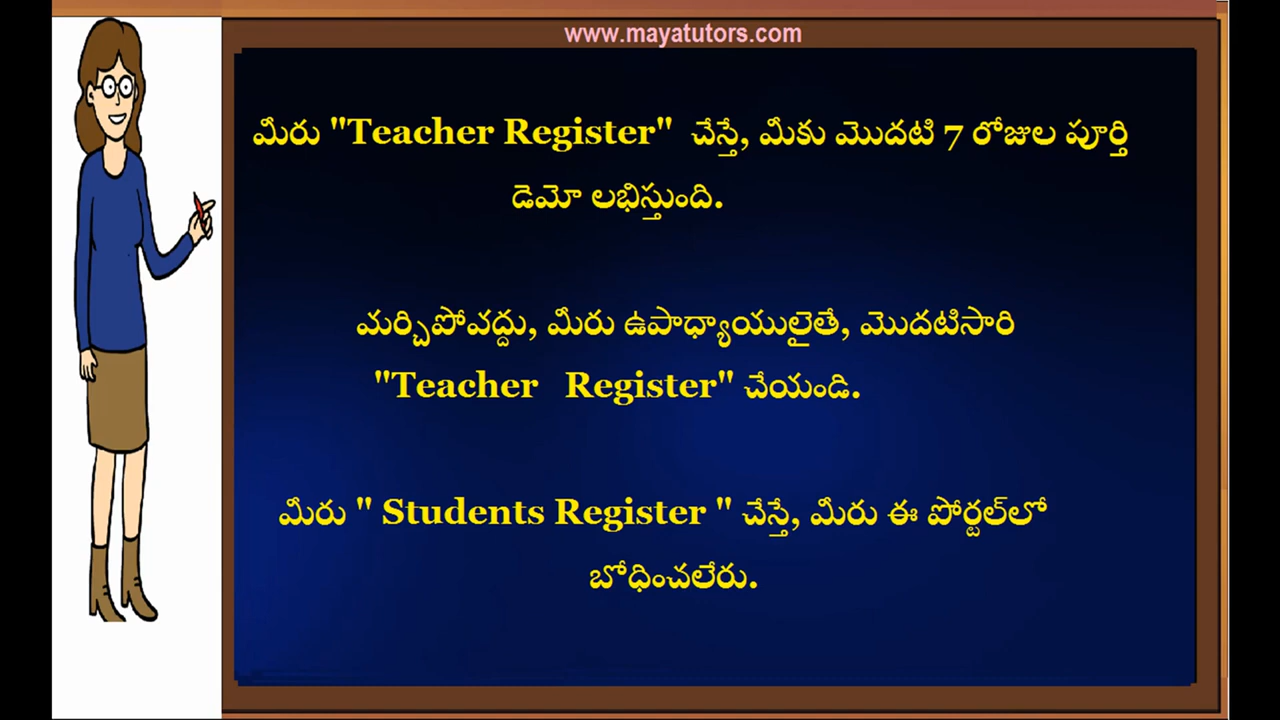 www.mayatutors.com
మీరు "Teacher Register" చేస్తే, మీకు మొదటి 7 రోజుల పూర్తి
డెమో లభిస్తుంది.
మర్చిపోవద్దు, మీరు ఉపాధ్యాయులైతే, మొదటిసారి
"Teacher Register" చేయండి.
మీరు " Students Register " చేస్తే, మీరు ఈ పోర్టల్‌లో
బోధించలేరు.